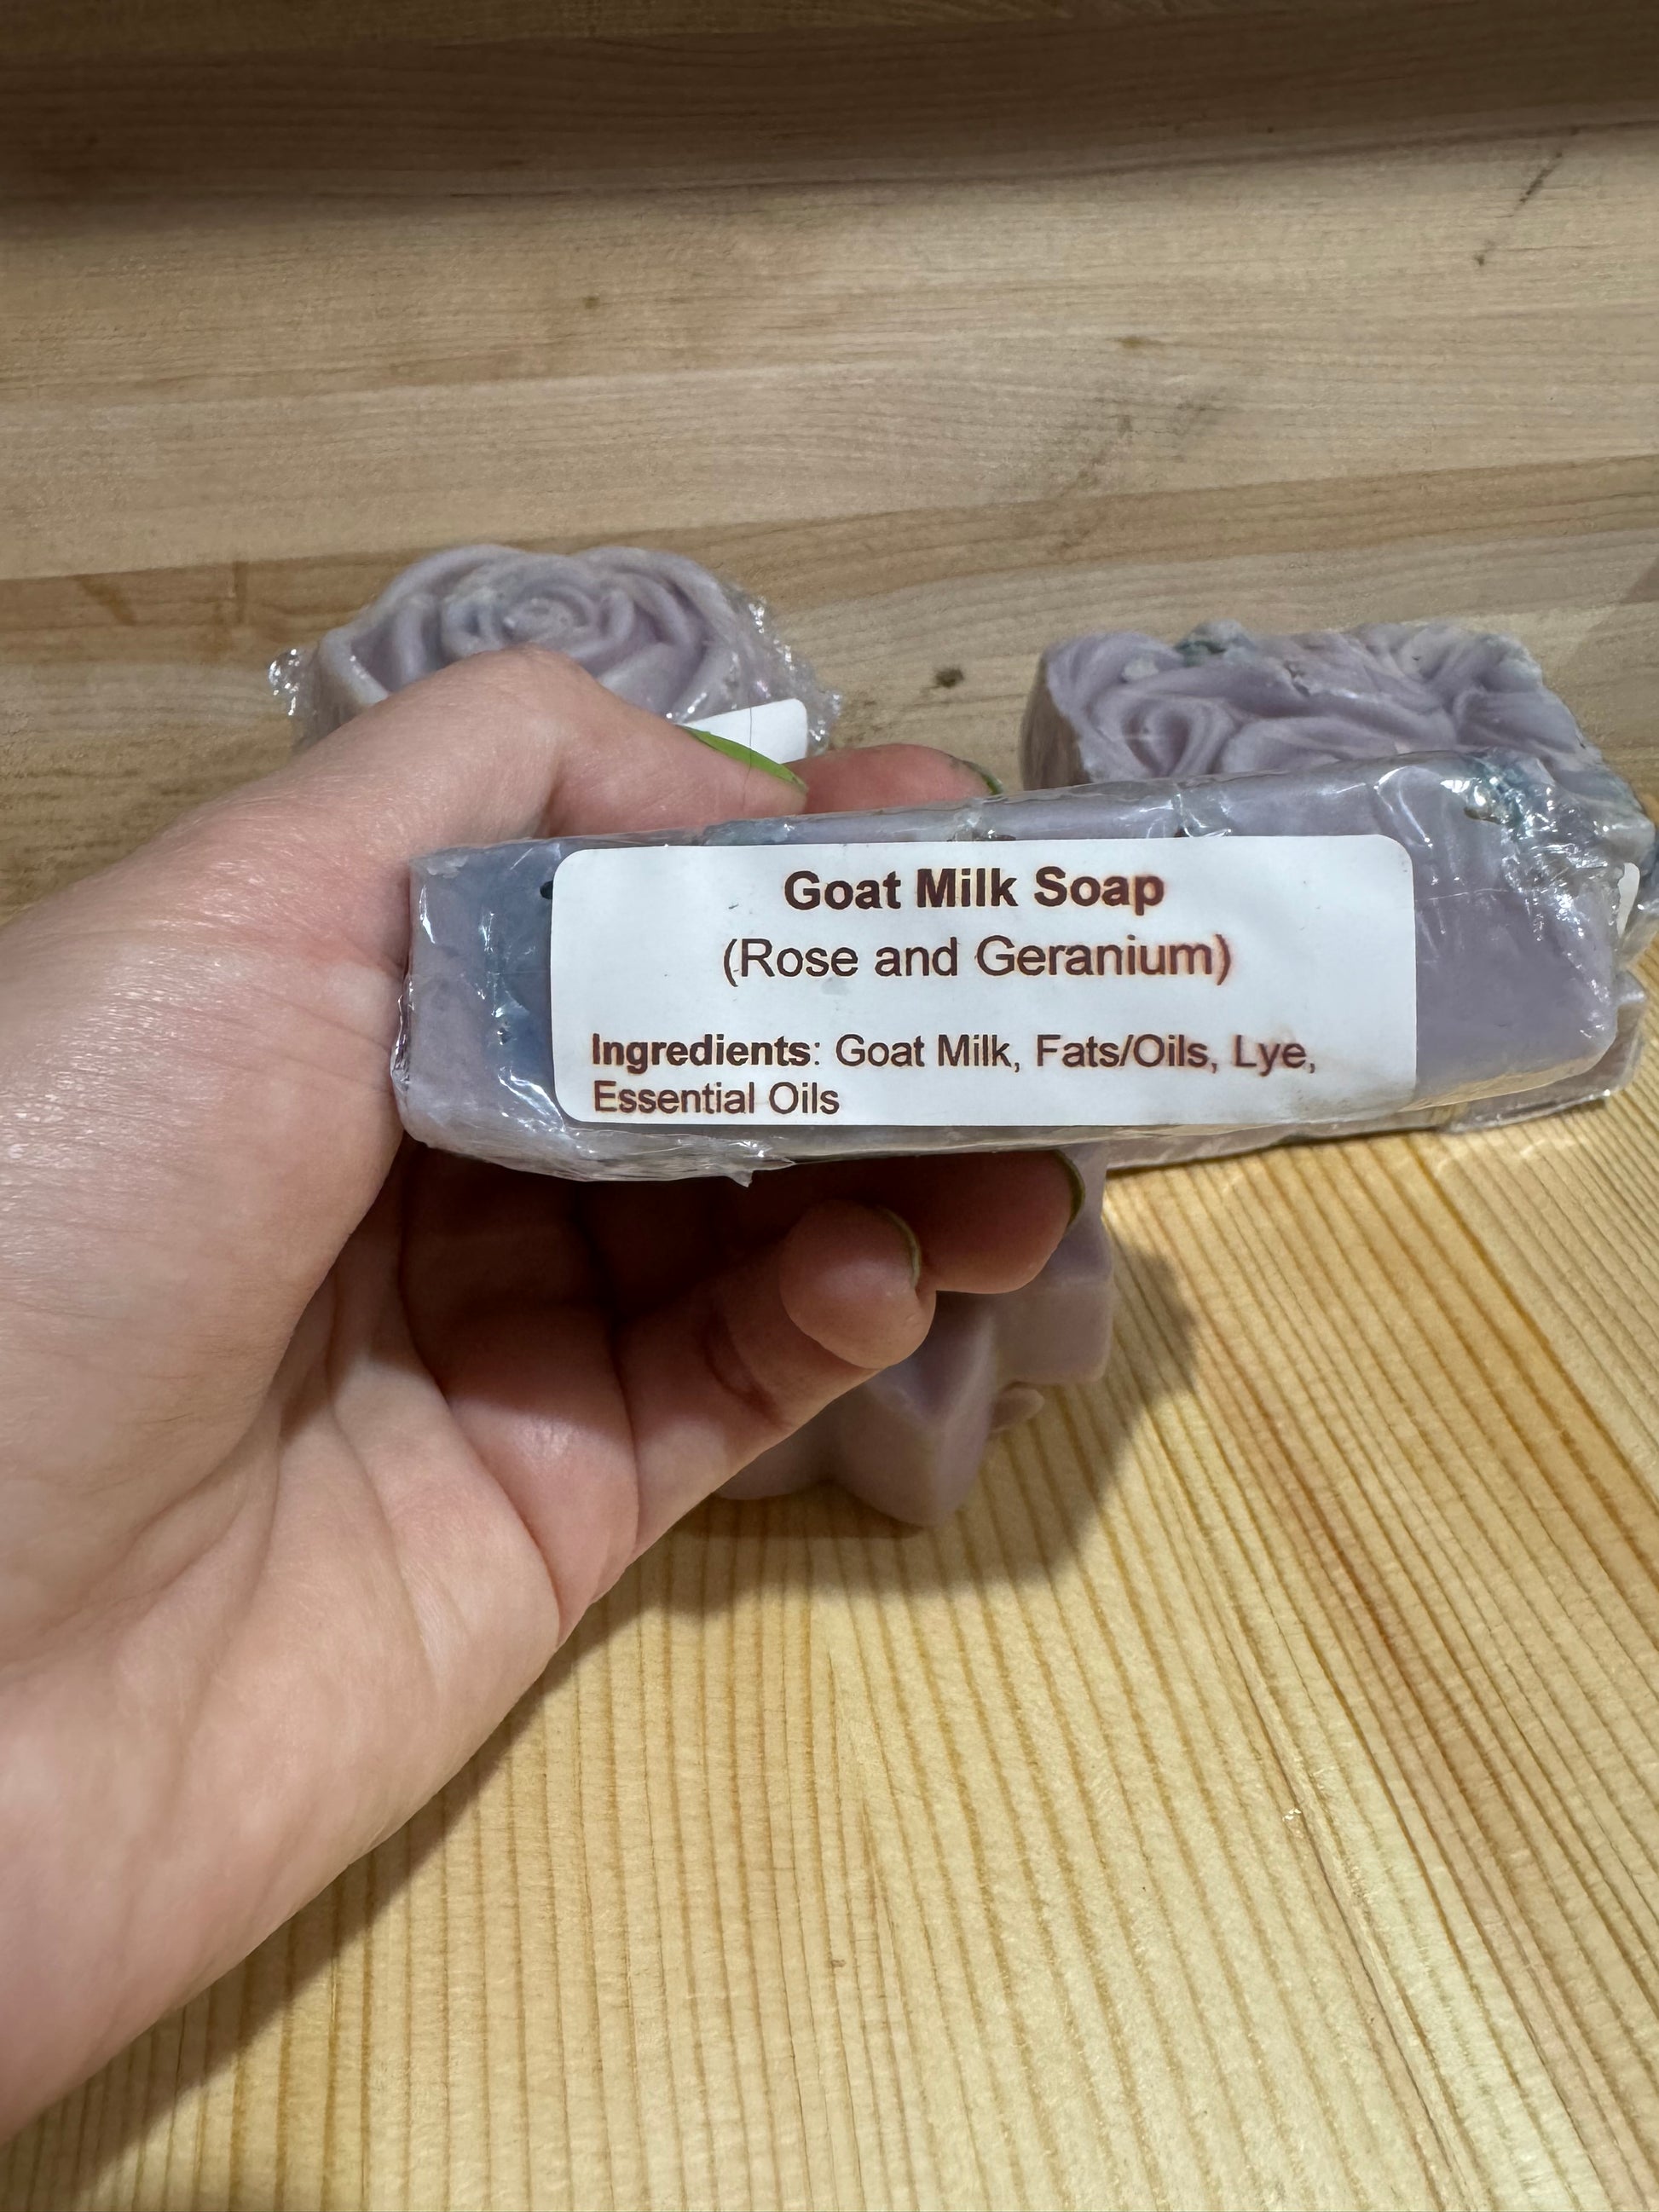 Goat Milk Soap
(Rose and Geranium)
Ingredients: Goat Milk, Fats/Oils, Lye,
Essential Oils